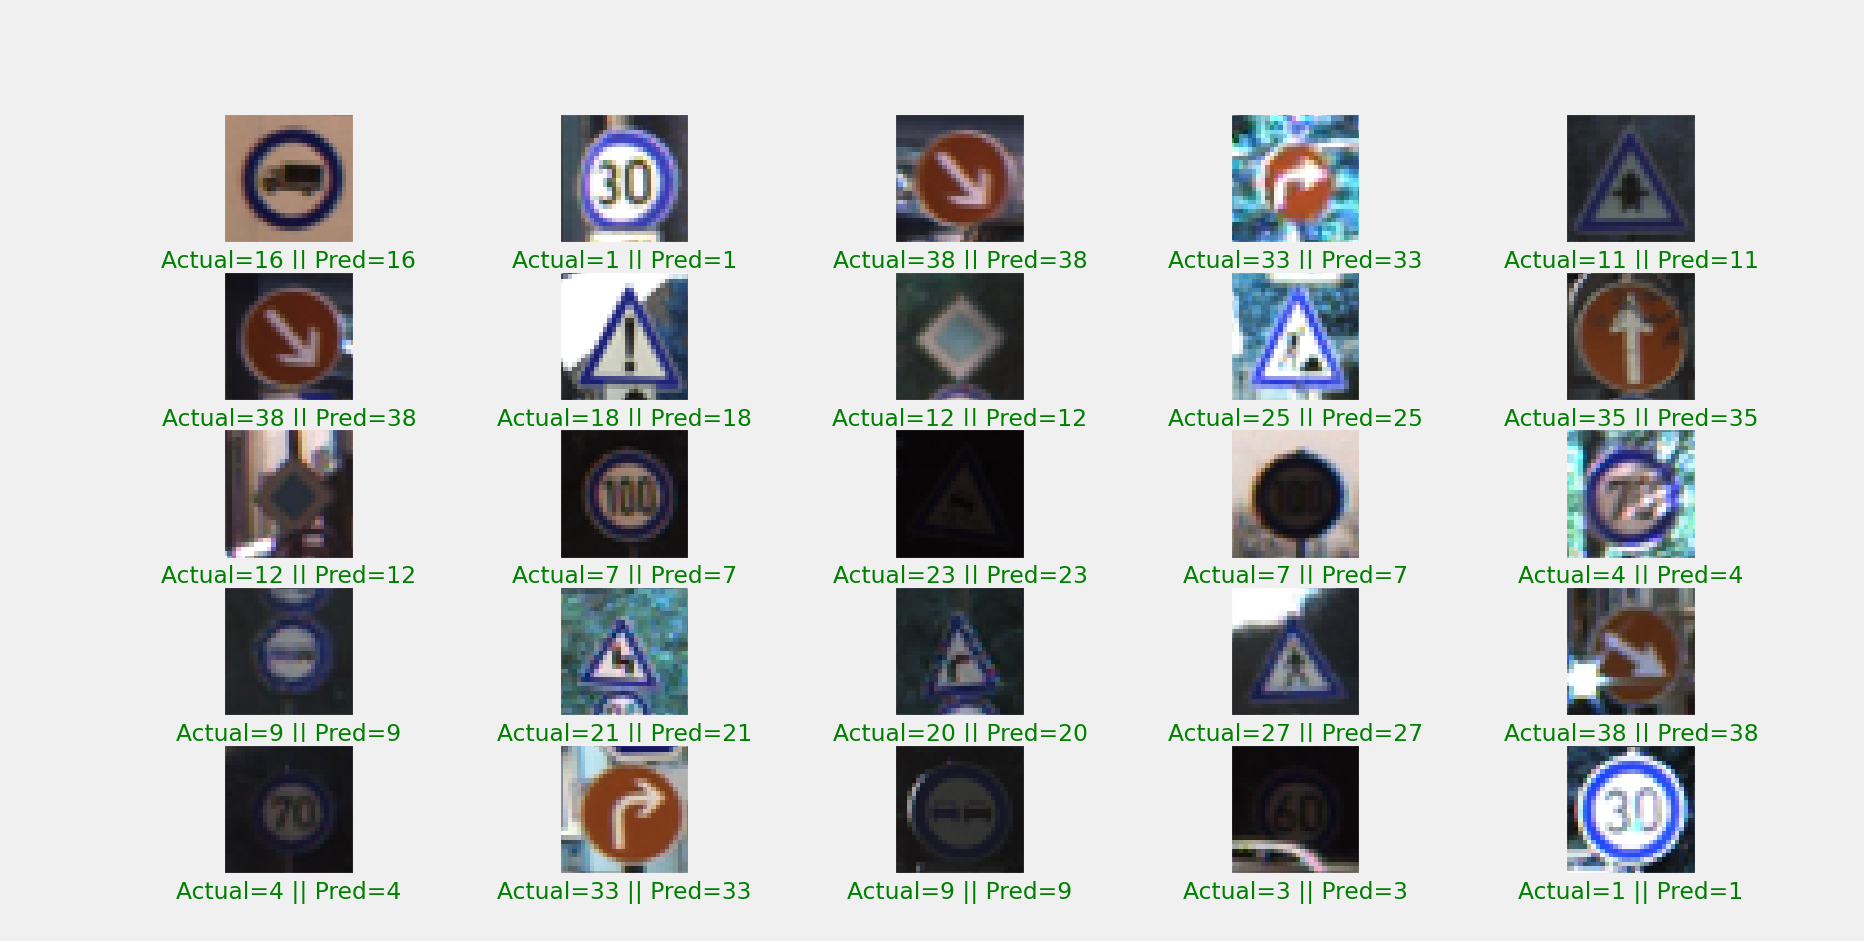 30
Actual=16 || Pred=16
Actual=1 || Pred=1
Actual=38 || Pred=38
Actual=33 || Pred=33
Actual=11 || Pred=11
Actual=38 || Pred=38
Actual=18 || Pred=18
Actual=12 || Pred=12
Actual=25 || Pred=25
Actual=35 || Pred=35
100
100
70
Actual=12 || Pred=12
Actual=7 || Pred=7
Actual=23 || Pred=23
Actual=7 || Pred=7
Actual=4 || Pred=4
Actual=9 || Pred=9
Actual=21 || Pred=21
Actual=20 || Pred=20
Actual=27 || Pred=27
Actual=38 || Pred=38
70
60
30
Actual=4 || Pred=4
Actual=33 || Pred=33
Actual=9 || Pred=9
Actual=3 || Pred=3
Actual=1 || Pred=1